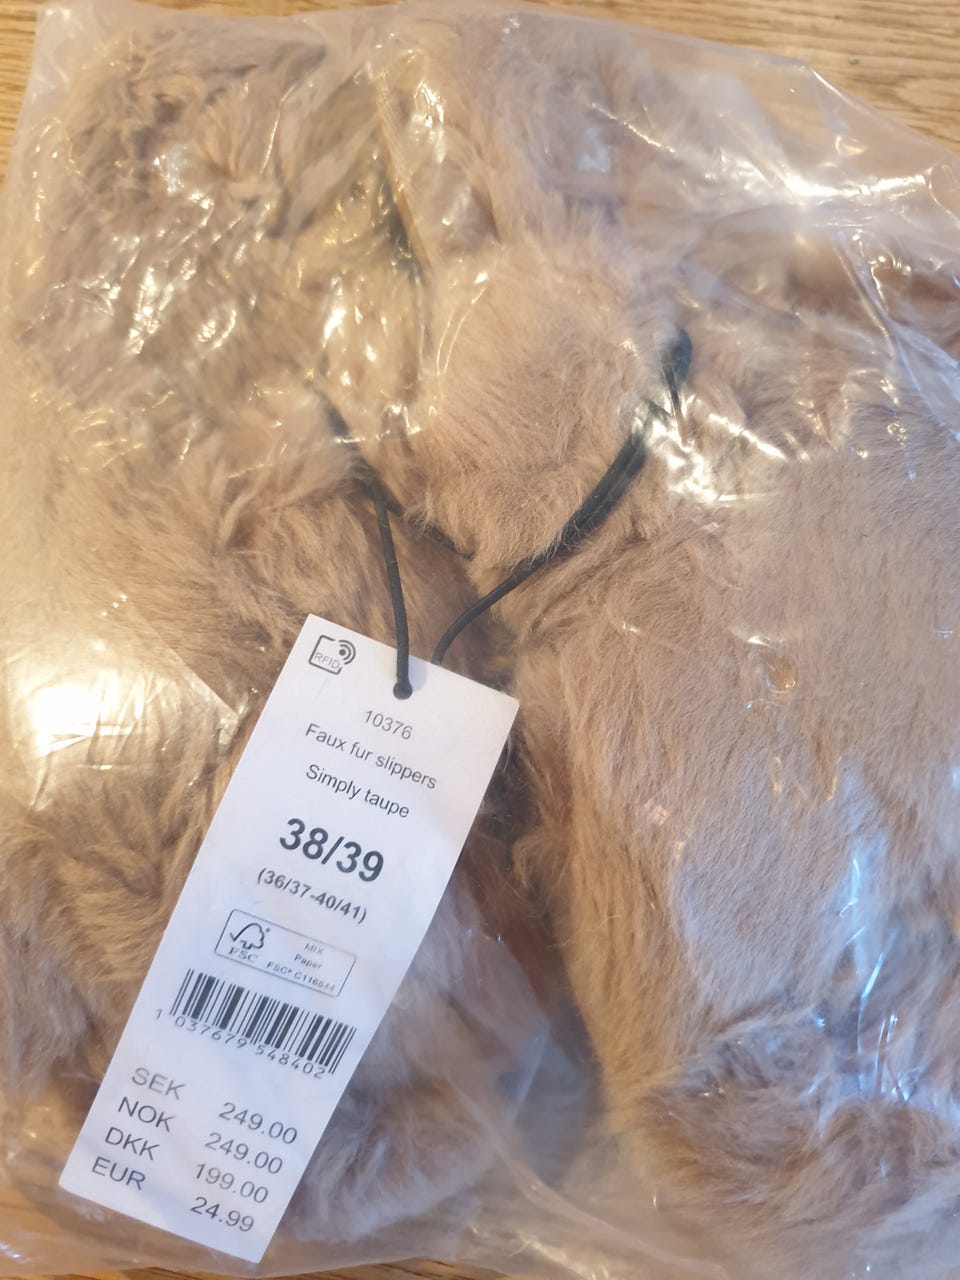 RFID
10376
Faux fur slippers
Simply taupe
38/39
(36/37-40/41)
FSC
MIX
Paper
FSC® C116844
1 037679 548402
SEK 249.00
NOK 249.00
DKK 199.00
EUR 24.99